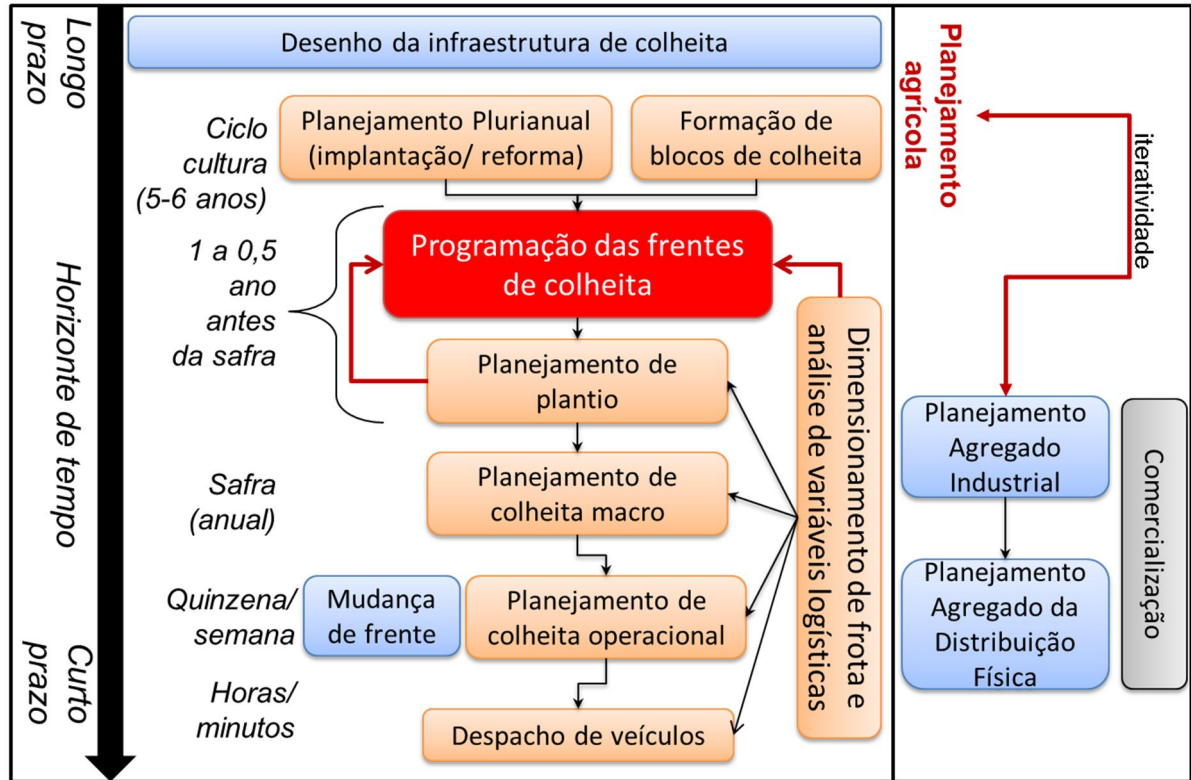 Longo
prazo
Horizonte de tempo
Curto
prazo
Desenho da infraestrutura de colheita
Ciclo
cultura
(5-6 anos)
Planejamento Plurianual
(implantação/ reforma)
Formação de
blocos de colheita
1 a 0,5
ano
antes
da safra
Programação das frentes
de colheita
Planejamento de
plantio
Safra
(anual)
Planejamento de
colheita macro
Quinzena/
semana
Mudança
de frente
Planejamento de
colheita operacional
Horas/
minutos
Despacho de veículos
Dimensionamento de frota e
análise de variáveis logísticas
Planejamento
agrícola
iteratividade
Planejamento
Agregado
Industrial
Planejamento
Agregado da
Distribuição
Física
Comercialização